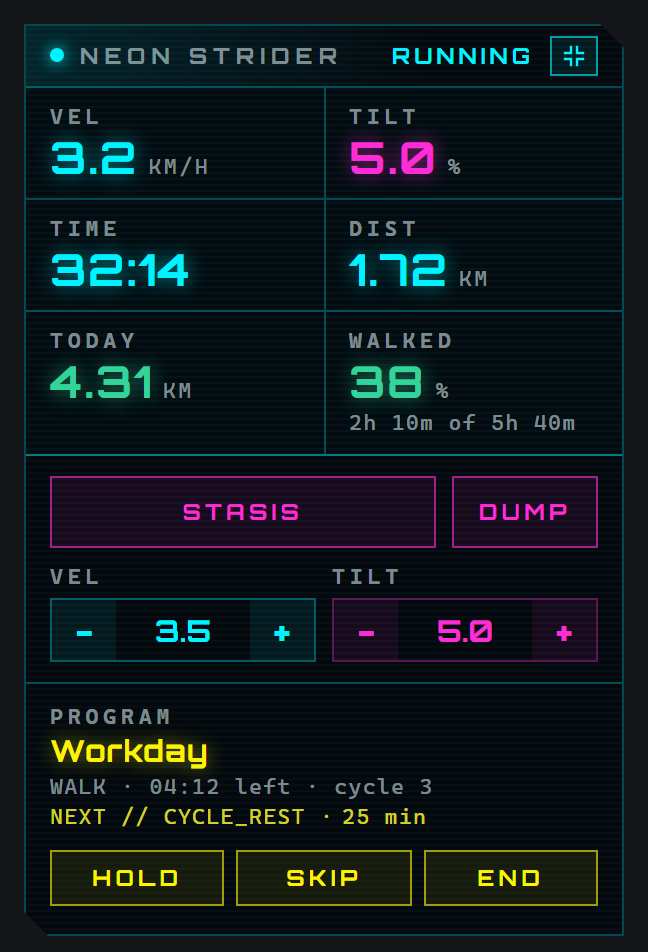 NEON STRIDER RUNNING
VEL
3.2 KM/H
TILT
5.0 %
TIME
32:14
DIST
1.72 KM
TODAY
4.31 KM
WALKED
38 %
2h 10m of 5h 40m
STASIS DUMP
VEL TILT
- 3.5 + - 5.0 +
PROGRAM
Workday
WALK · 04:12 left · cycle 3
NEXT // CYCLE_REST · 25 min
HOLD SKIP END